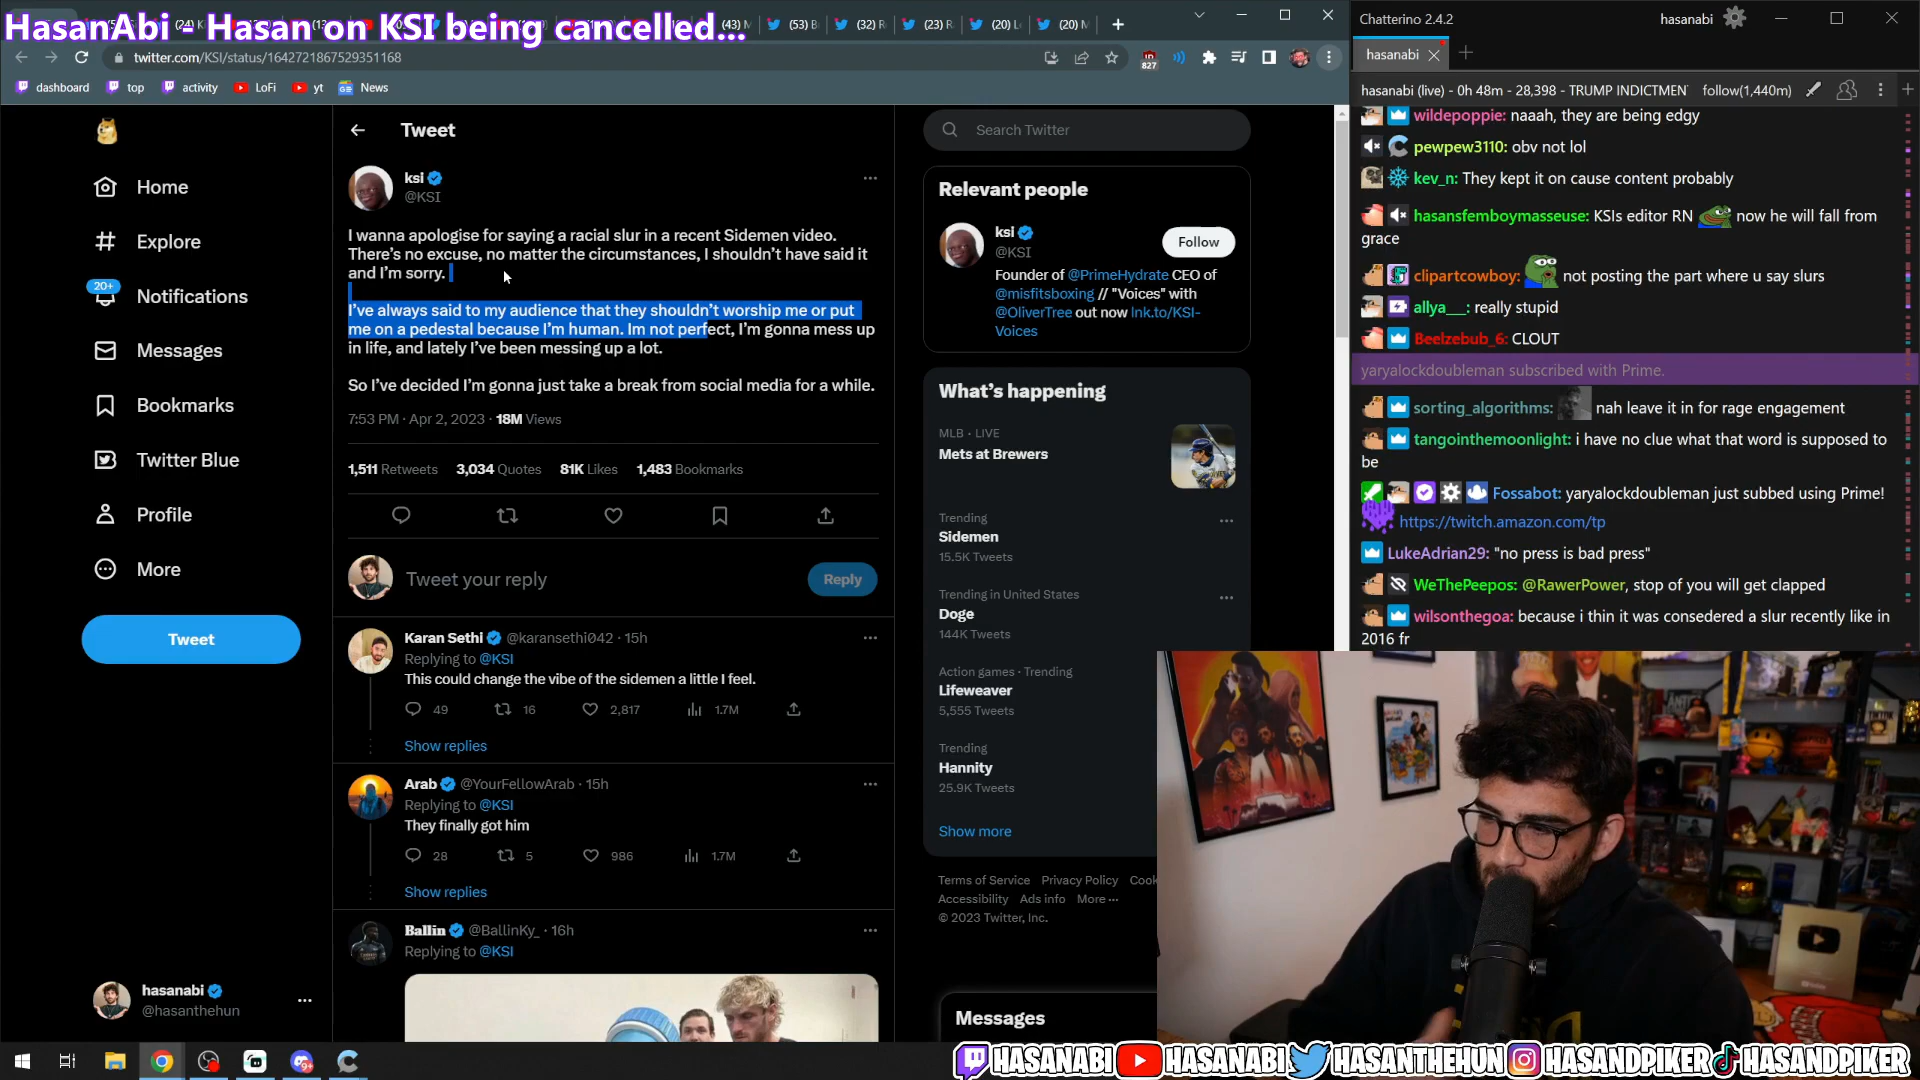 HasanAbi - Hasan on KSI being cancelled...
(24) K
(43) M
(53) B
(32) R
(23) R
(20) L
(20) M
twitter.com/KSI/status/1642721867529351168
827
dashboard
top
activity
LoFi
yt
News
Home
Explore
20+
Notifications
Messages
Bookmarks
Twitter Blue
Profile
More
Tweet
hasanabi
@hasanthehun
Tweet
ksi
@KSI
I wanna apologise for saying a racial slur in a recent Sidemen video.
There's no excuse, no matter the circumstances, I shouldn't have said it
and I'm sorry.
I've always said to my audience that they shouldn't worship me or put
me on a pedestal because I'm human. Im not perfect, I'm gonna mess up
in life, and lately I've been messing up a lot.
So I've decided I'm gonna just take a break from social media for a while.
7:53 PM · Apr 2, 2023 · 18M Views
1,511 Retweets 3,034 Quotes 81K Likes 1,483 Bookmarks
Tweet your reply
Reply
Karan Sethi @karansethi042 · 15h
Replying to @KSI
This could change the vibe of the sidemen a little I feel.
49 16 2,817 1.7M
Show replies
Arab @YourFellowArab · 15h
Replying to @KSI
They finally got him
28 5 986 1.7M
Show replies
Ballin @BallinKy_ · 16h
Replying to @KSI
Search Twitter
Relevant people
ksi
@KSI
Follow
Founder of @PrimeHydrate CEO of
@misfitsboxing // "Voices" with
@OliverTree out now lnk.to/KSI-
Voices
What's happening
MLB · LIVE
Mets at Brewers
Trending
Sidemen
15.5K Tweets
Trending in United States
Doge
144K Tweets
Action games · Trending
Lifeweaver
5,555 Tweets
Trending
Hannity
25.9K Tweets
Show more
Terms of Service Privacy Policy Cook
Accessibility Ads info More ···
© 2023 Twitter, Inc.
Messages
Chatterino 2.4.2
hasanabi
hasanabi
hasanabi (live) - 0h 48m - 28,398 - TRUMP INDICTMEN
follow(1,440m)
wildepoppie: naaah, they are being edgy
pewpew3110: obv not lol
kev_n: They kept it on cause content probably
hasansfemboymasseuse: KSIs editor RN now he will fall from
grace
clipartcowboy: not posting the part where u say slurs
allya___: really stupid
Beelzebub_6: CLOUT
yaryalockdoubleman subscribed with Prime.
sorting_algorithms: nah leave it in for rage engagement
tangointhemoonlight: i have no clue what that word is supposed to
be
Fossabot: yaryalockdoubleman just subbed using Prime!
https://twitch.amazon.com/tp
LukeAdrian29: "no press is bad press"
WeThePeepos: @RawerPower, stop of you will get clapped
wilsonthegoa: because i thin it was consedered a slur recently like in
2016 fr
HASANABI HASANABI HASANTHEHUN HASANDPIKER HASANDPIKER